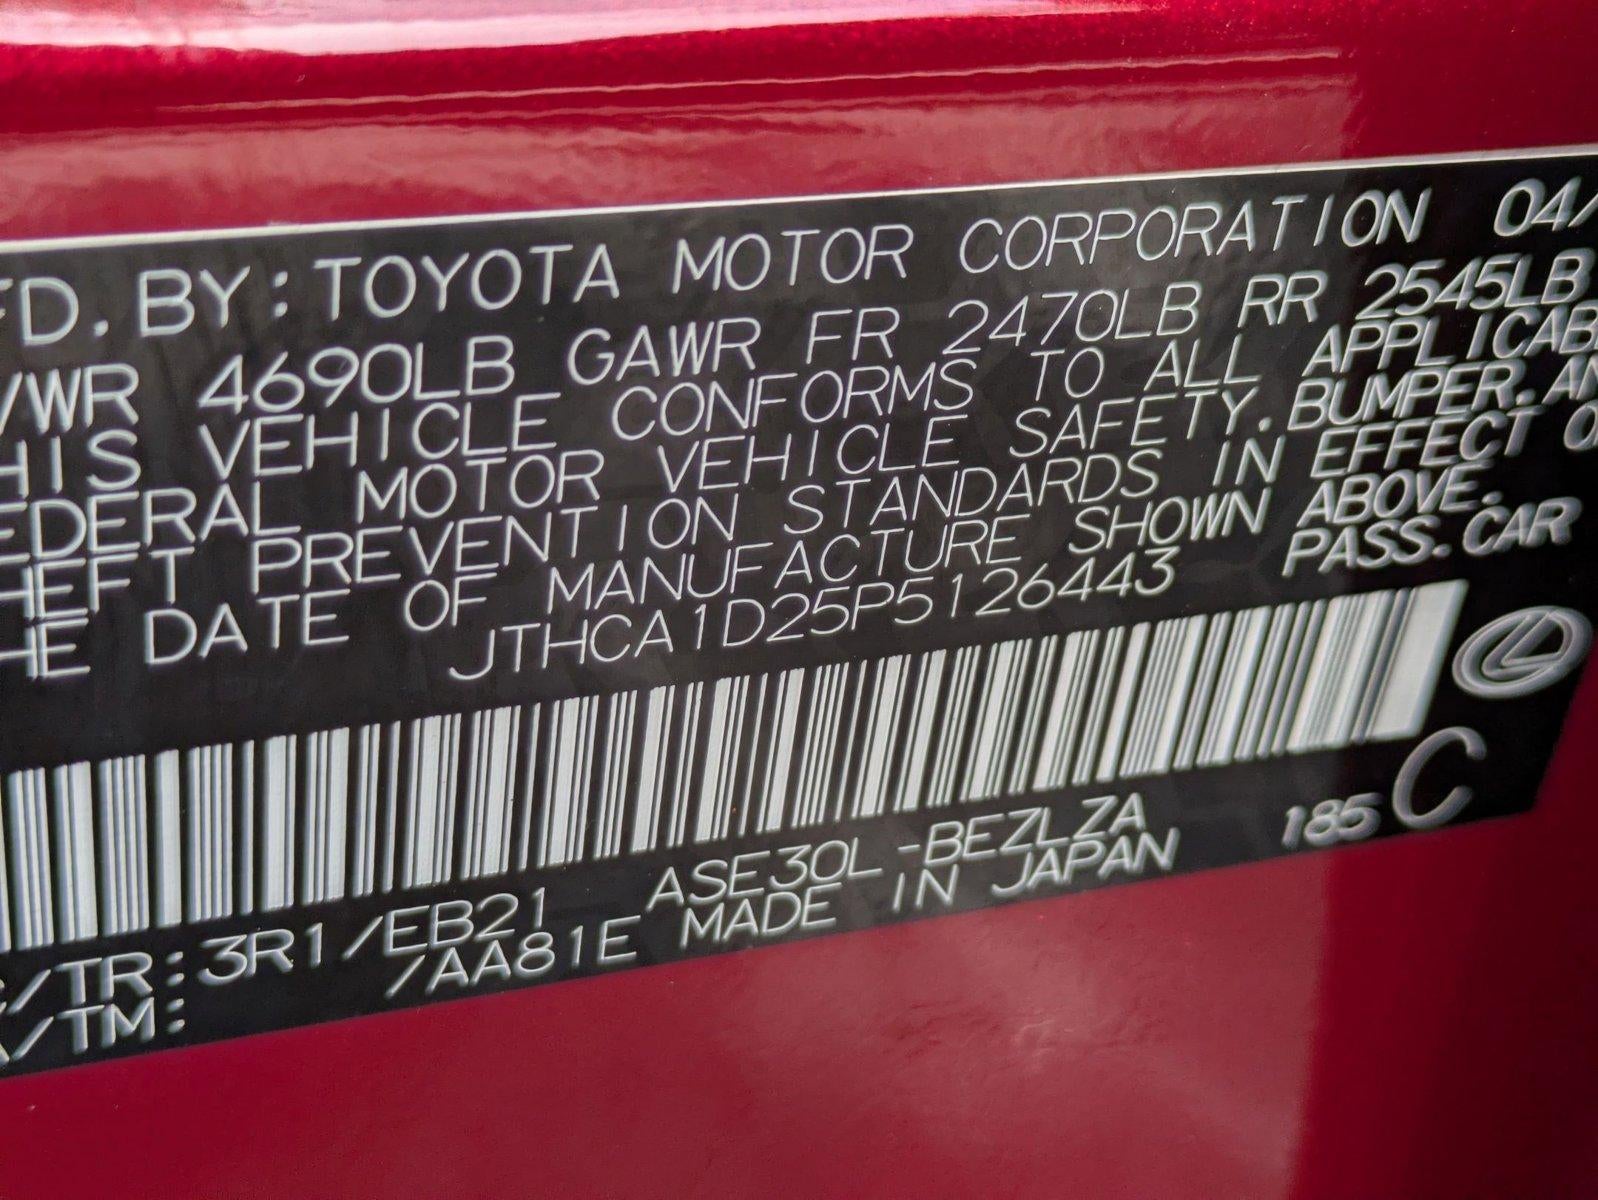 FD. BY: TOYOTA MOTOR CORPORATION 04/
VWR 4690LB GAWR FR 2470LB RR 2545LB
HIS VEHICLE CONFORMS TO ALL APPLICAB
EDERAL MOTOR VEHICLE SAFETY, BUMPER, AN
HEFT PREVENTION STANDARDS IN EFFECT O
HE DATE OF MANUFACTURE SHOWN ABOVE.
JTHCA1D25P5126443 PASS. CAR
185 C
/TR: 3R1/EB21 ASE30L-BEZLZA
/TM: /AA81E MADE IN JAPAN